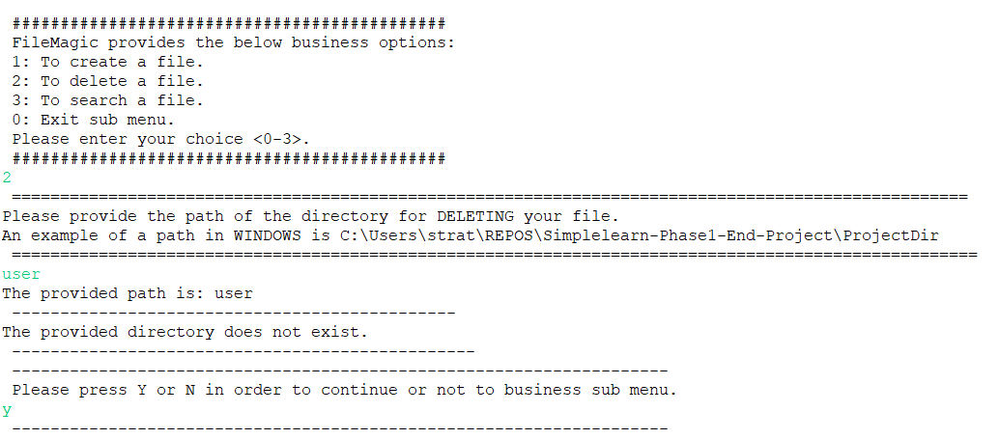 #############################################
FileMagic provides the below business options:
1: To create a file.
2: To delete a file.
3: To search a file.
0: Exit sub menu.
Please enter your choice <0-3>.
#############################################
2
===================================================================================================
Please provide the path of the directory for DELETING your file.
An example of a path in WINDOWS is C:\Users\strat\REPOS\Simplelearn-Phase1-End-Project\ProjectDir
====================================================================================================
user
The provided path is: user
----------------------------------------------
The provided directory does not exist.
------------------------------------------------
--------------------------------------------------------------------
Please press Y or N in order to continue or not to business sub menu.
y
--------------------------------------------------------------------